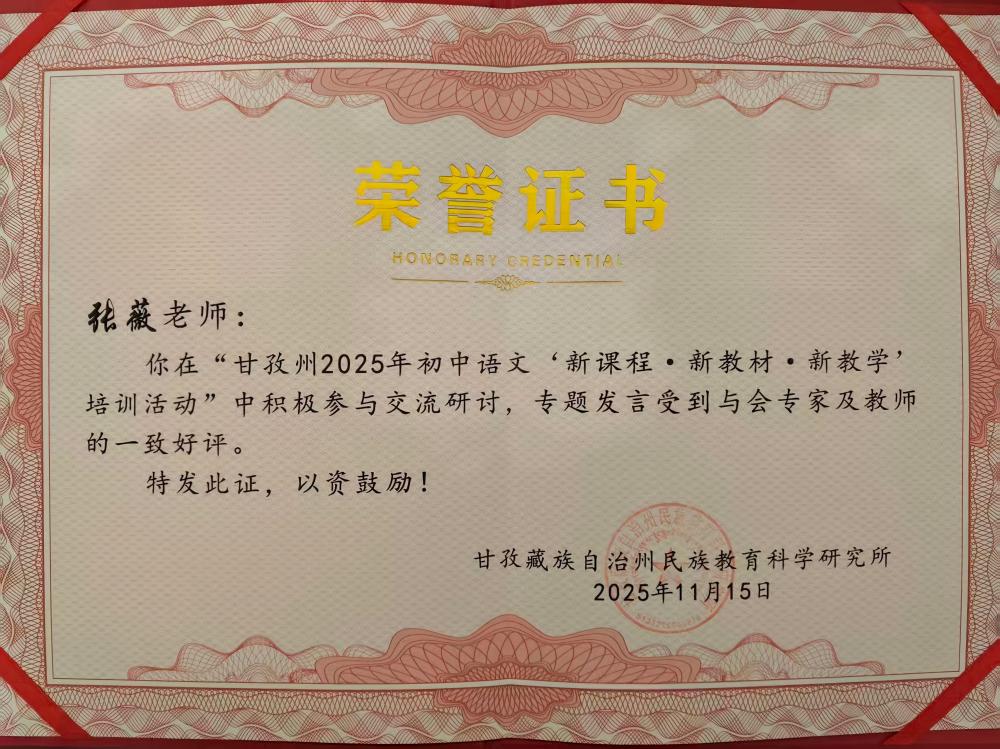 荣誉证书
HONORARY CREDENTIAL
张薇老师：
你在“甘孜州2025年初中语文‘新课程·新教材·新教学’
培训活动”中积极参与交流研讨，专题发言受到与会专家及教师
的一致好评。
特发此证，以资鼓励！
甘孜藏族自治州民族教育科学研究所
2025年11月15日